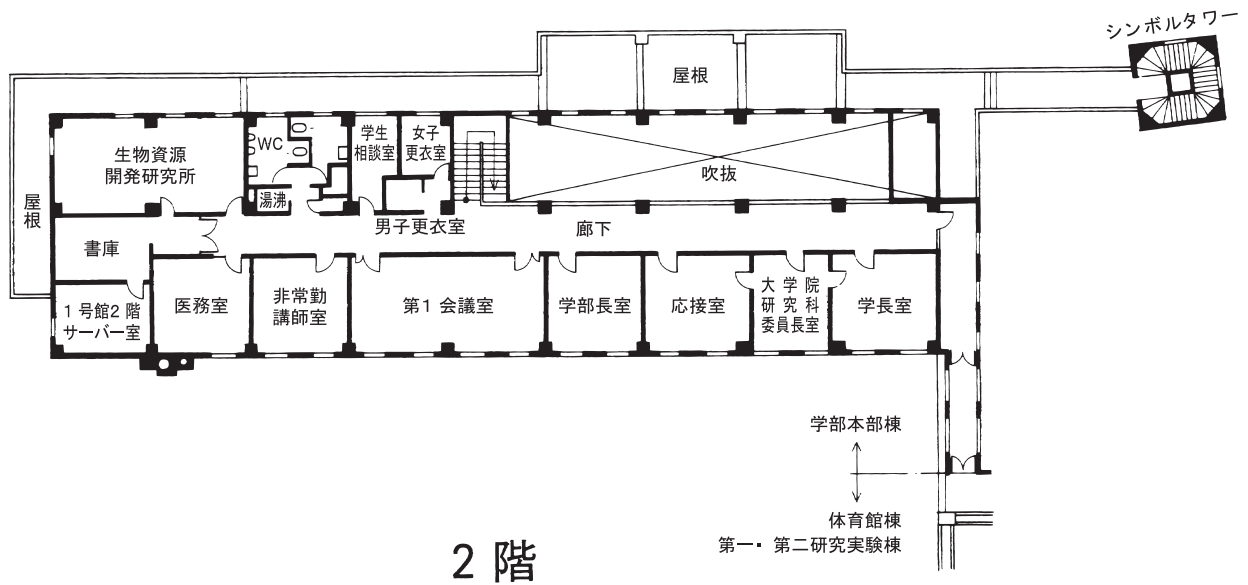 シンボルタワー
屋根
生物資源
開発研究所
WC
湯沸
学生
相談室
女子
更衣室
吹抜
屋根
男子更衣室
廊下
書庫
1号館2階
サーバー室
医務室
非常勤
講師室
第1会議室
学部長室
応接室
大学院
研究科
委員長室
学長室
学部本部棟
体育館棟
第一・第二研究実験棟
2階